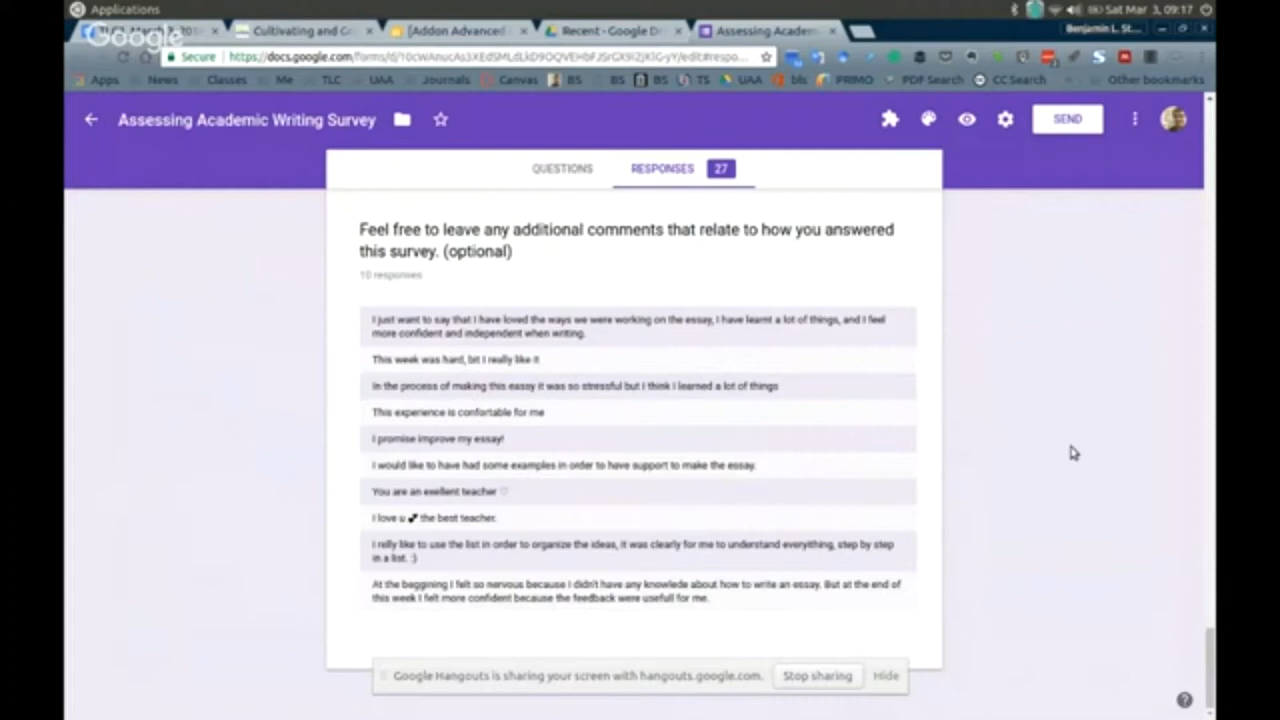 Applications
Sat Mar 3, 09:17
Google
Cultivating and G
[Addon Advanced
Recent - Google Dr
Assessing Academ
Benjamin L. St...
Secure
Apps News Classes Me TLC UAA Journals Canvas BS BS BS TS UAA bls PRIMO PDF Search CC Search Other bookmarks
Assessing Academic Writing Survey
SEND
QUESTIONS RESPONSES 27
Feel free to leave any additional comments that relate to how you answered
this survey. (optional)
10 responses
I just want to say that I have loved the ways we were working on the essay, I have learnt a lot of things, and I feel
more confident and independent when writing.
This week was hard, bit I really like it
In the process of making this eassy it was so stressful but I think I learned a lot of things
This experience is confortable for me
I promise improve my essay!
I would like to have had some examples in order to have support to make the essay.
You are an exellent teacher ♡
I love u 💕 the best teacher.
I relly like to use the list in order to organize the ideas, it was clearly for me to understand everyithing, step by step
in a list. :)
At the beggining I felt so nervous because I didn't have any knowlede about how to write an essay. But at the end of
this week I felt more confident because the feedback were usefull for me.
Google Hangouts is sharing your screen with hangouts.google.com. Stop sharing Hide